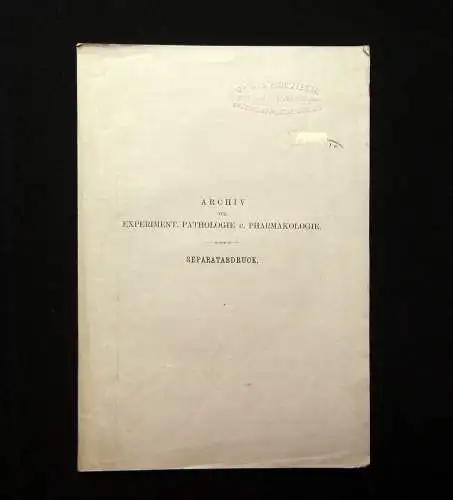 ARCHIV
FÜR
EXPERIMENT. PATHOLOGIE u. PHARMAKOLOGIE.
SEPARATABDRUCK.